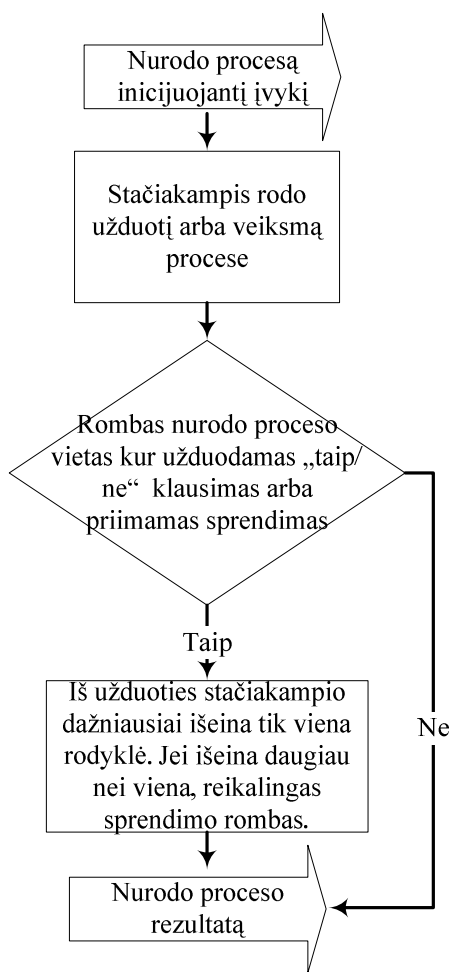 Nurodo procesą
inicijuojantį įvykį
Stačiakampis rodo
užduotį arba veiksmą
procese
Rombas nurodo proceso
vietas kur užduodamas „taip/
ne“ klausimas arba
priimamas sprendimas
Taip
Iš užduoties stačiakampio
dažniausiai išeina tik viena
rodyklė. Jei išeina daugiau
nei viena, reikalingas
sprendimo rombas.
Ne
Nurodo proceso
rezultatą